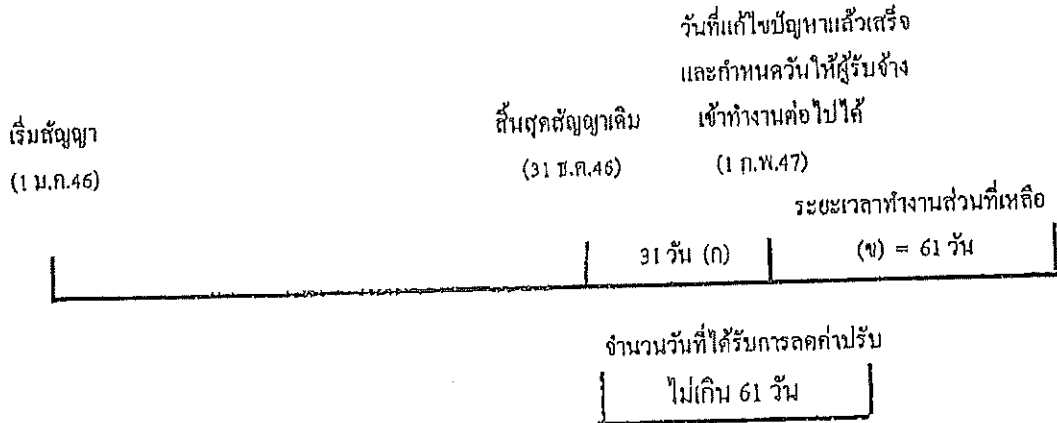 วันที่แก้ไขปัญหาแล้วเสร็จ
และกำหนดวันให้ผู้รับจ้าง
เริ่มสัญญา สิ้นสุดสัญญาเดิม เข้าทำงานต่อไปได้
(1 ม.ค.46) (31 ธ.ค.46) (1 ก.พ.47)
ระยะเวลาทำงานส่วนที่เหลือ
31 วัน (ก) (ข) = 61 วัน
จำนวนวันที่ได้รับการลดค่าปรับ
ไม่เกิน 61 วัน